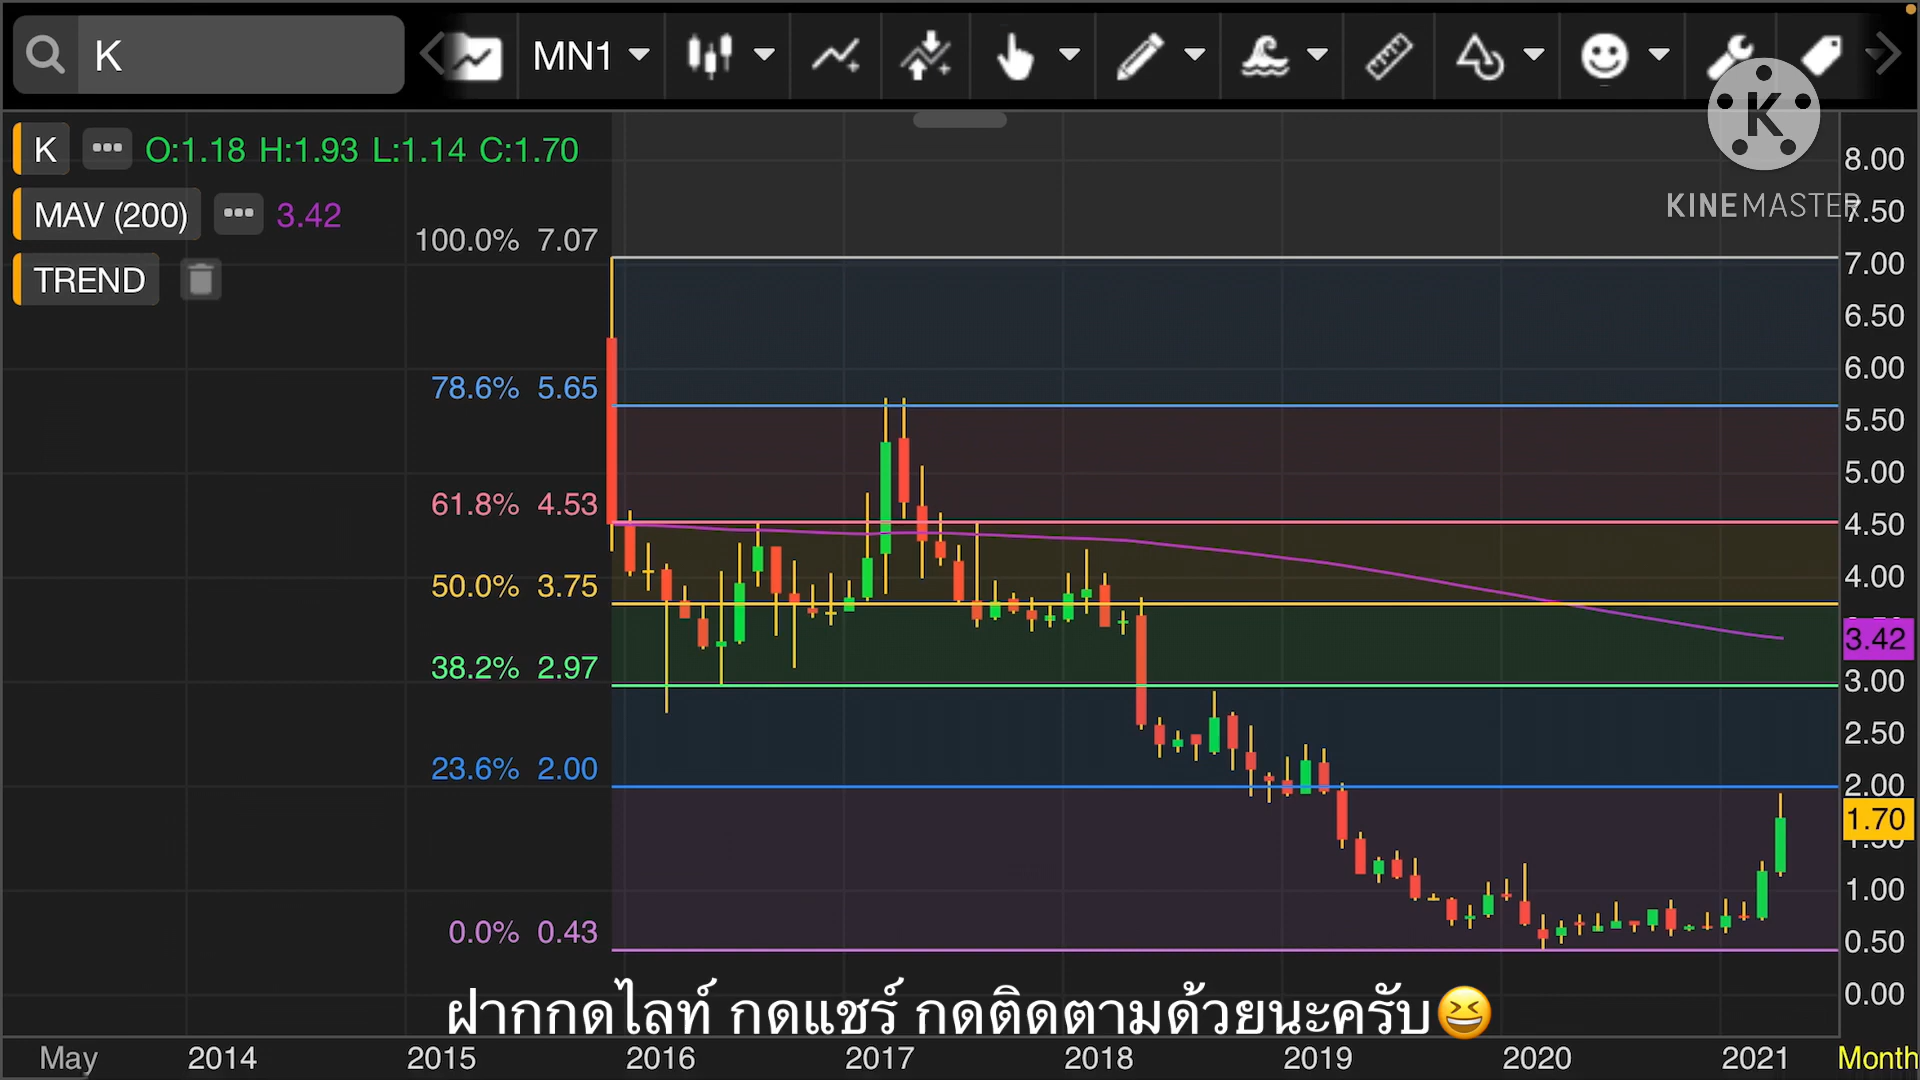 K
MN1
K ••• O:1.18 H:1.93 L:1.14 C:1.70
MAV (200) ••• 3.42
TREND
K
KINEMASTER
100.0% 7.07
78.6% 5.65
61.8% 4.53
50.0% 3.75
38.2% 2.97
23.6% 2.00
0.0% 0.43
8.00
7.50
7.00
6.50
6.00
5.50
5.00
4.50
4.00
3.42
3.00
2.50
2.00
1.70
1.50
1.00
0.50
0.00
ฝากกดไลท์ กดแชร์ กดติดตามด้วยนะครับ😆
May 2014 2015 2016 2017 2018 2019 2020 2021 Month